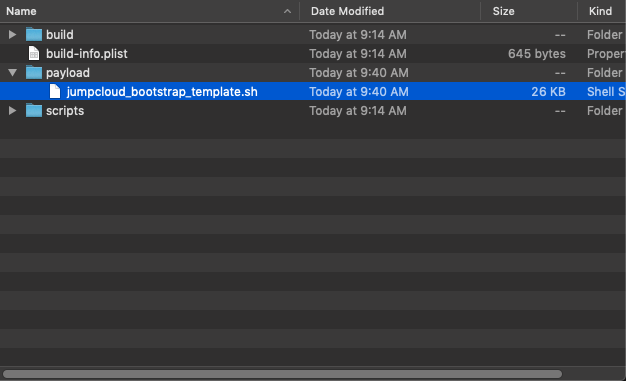 Name Date Modified Size Kind
build Today at 9:14 AM -- Folder
build-info.plist Today at 9:14 AM 645 bytes Proper
payload Today at 9:40 AM -- Folder
jumpcloud_bootstrap_template.sh Today at 9:40 AM 26 KB Shell S
scripts Today at 9:14 AM -- Folder